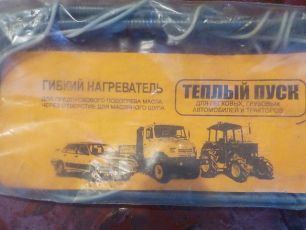 ГИБКИЙ НАГРЕВАТЕЛЬ
ДЛЯ ПРЕДПУСКОВОГО ПОДОГРЕВА МАСЛА
ЧЕРЕЗ ОТВЕРСТИЕ ДЛЯ МАСЛЯНОГО ЩУПА
ТЕПЛЫЙ ПУСК
ДЛЯ ЛЕГКОВЫХ, ГРУЗОВЫХ
АВТОМОБИЛЕЙ И ТРАКТОРОВ